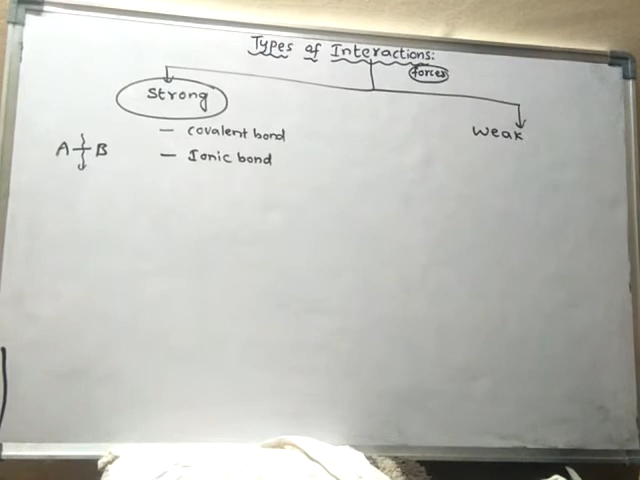 Types of Interactions:
forces
Strong
- covalent bond
- Ionic bond
A B
Weak